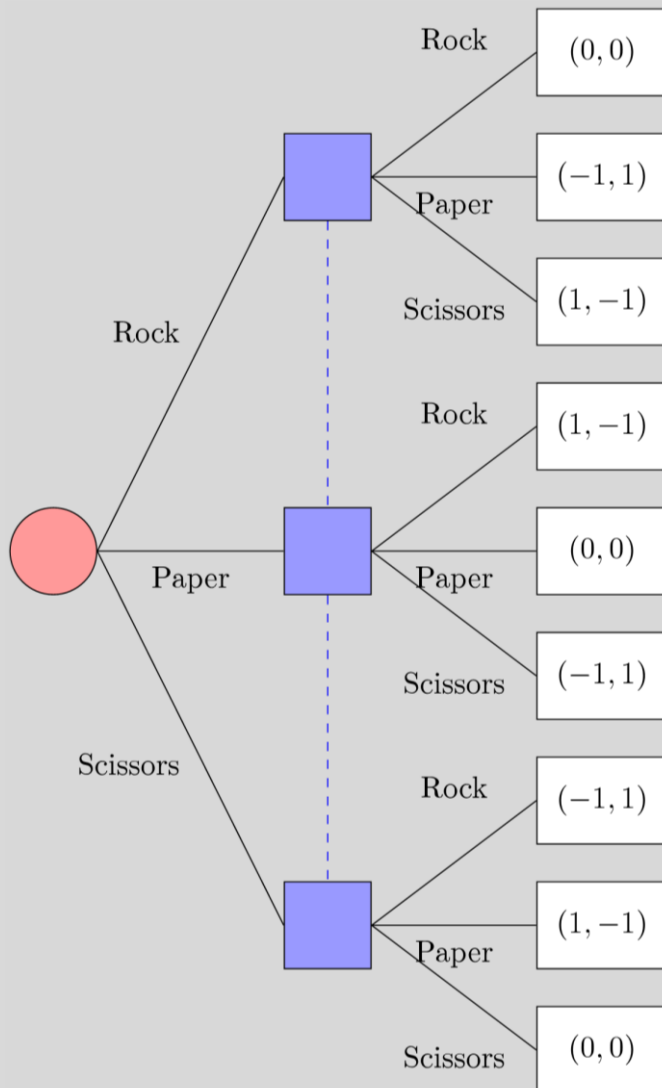 Rock
(0, 0)
(−1, 1)
Paper
(1, −1)
Scissors
Rock
Rock
(1, −1)
(0, 0)
Paper
Paper
(−1, 1)
Scissors
Scissors
Rock
(−1, 1)
(1, −1)
Paper
(0, 0)
Scissors